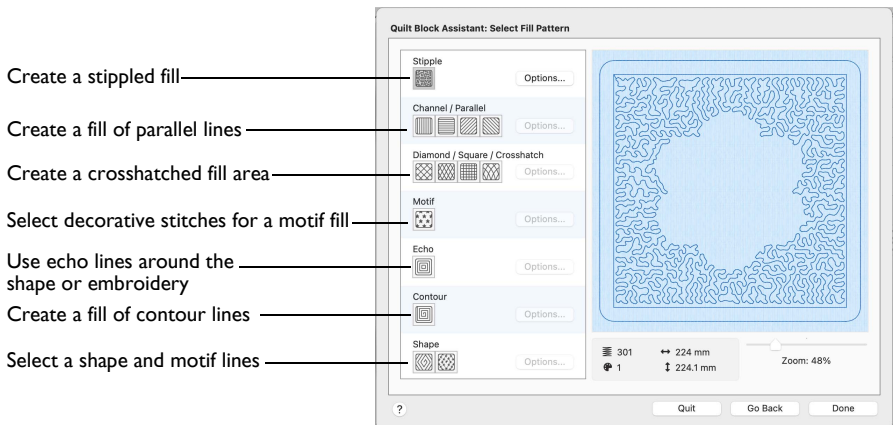 Quilt Block Assistant: Select Fill Pattern
Create a stippled fill
Stipple
Options...
Create a fill of parallel lines
Channel / Parallel
Options...
Create a crosshatched fill area
Diamond / Square / Crosshatch
Options...
Select decorative stitches for a motif fill
Motif
Options...
Use echo lines around the
shape or embroidery
Echo
Options...
Create a fill of contour lines
Contour
Options...
Select a shape and motif lines
Shape
Options...
301
224 mm
1
224.1 mm
Zoom: 48%
?
Quit
Go Back
Done